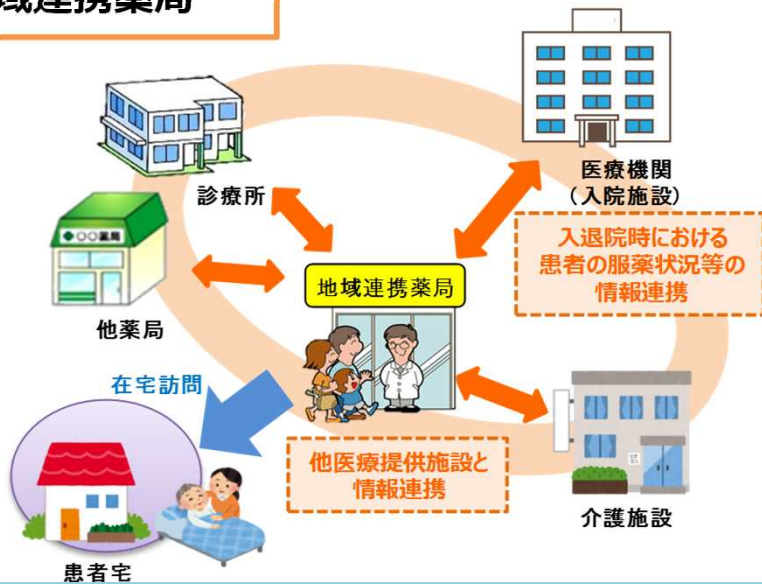 域連携薬局
診療所
医療機関
(入院施設)
○○薬局
他薬局
入退院時における
患者の服薬状況等の
情報連携
地域連携薬局
在宅訪問
他医療提供施設と
情報連携
介護施設
患者宅